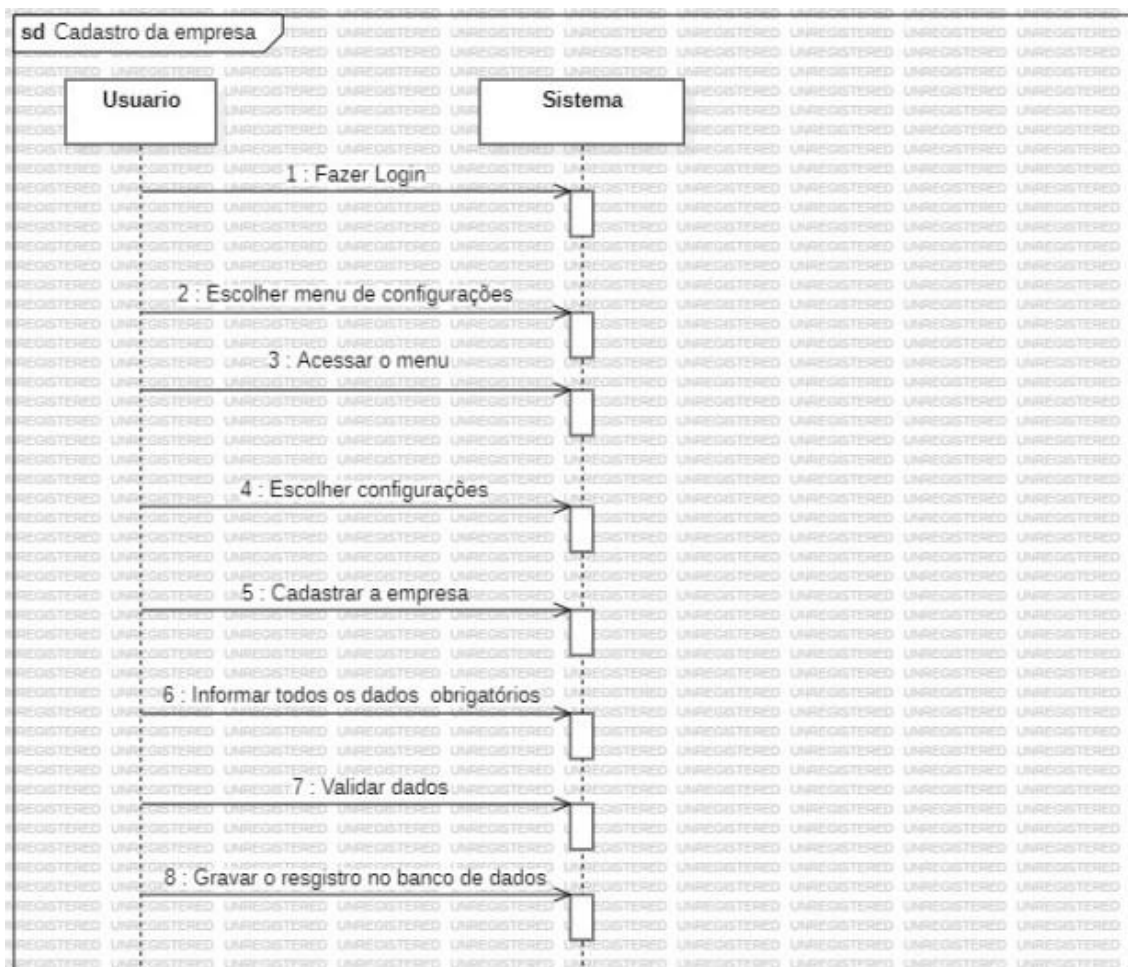 sd Cadastro da empresa
Usuario
Sistema
1 : Fazer Login
2 : Escolher menu de configurações
3 : Acessar o menu
4 : Escolher configurações
5 : Cadastrar a empresa
6 : Informar todos os dados obrigatórios
7 : Validar dados
8 : Gravar o resgistro no banco de dados
UNREGISTERED